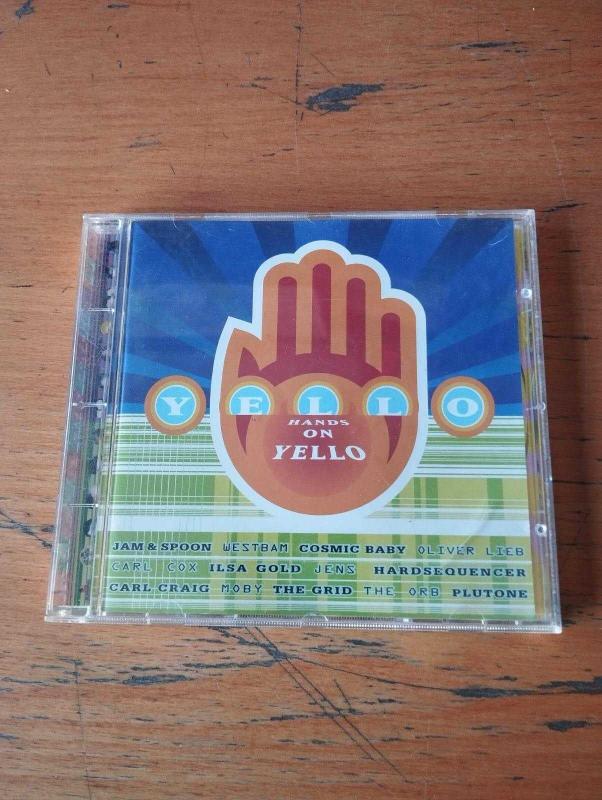 YELLO
HANDS
ON
YELLO
JAM & SPOON WESTBAM COSMIC BABY OLIVER LIEB
CARL COX ILSA GOLD JENS HARDSEQUENCER
CARL CRAIG MOBY THE GRID THE ORB PLUTONE